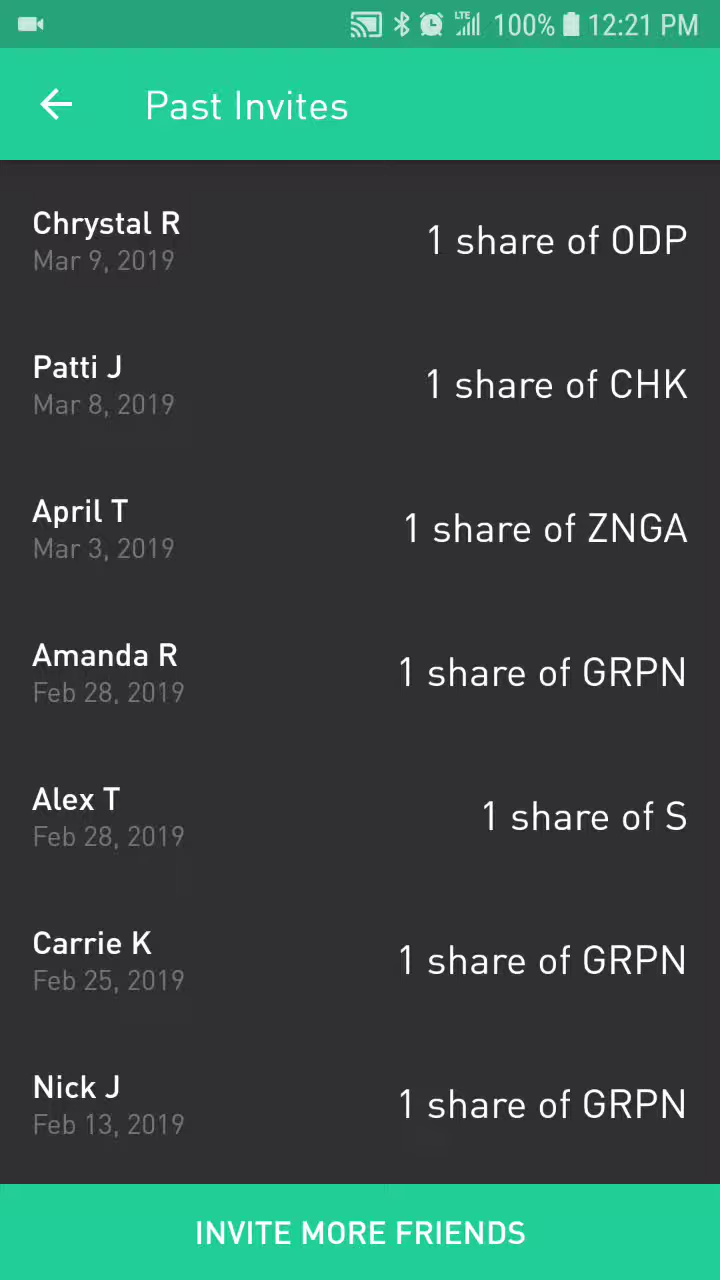 LTE 100% 12:21 PM
Past Invites
Chrystal R
1 share of ODP
Mar 9, 2019
Patti J
1 share of CHK
Mar 8, 2019
April T
1 share of ZNGA
Mar 3, 2019
Amanda R
1 share of GRPN
Feb 28, 2019
Alex T
1 share of S
Feb 28, 2019
Carrie K
1 share of GRPN
Feb 25, 2019
Nick J
1 share of GRPN
Feb 13, 2019
INVITE MORE FRIENDS